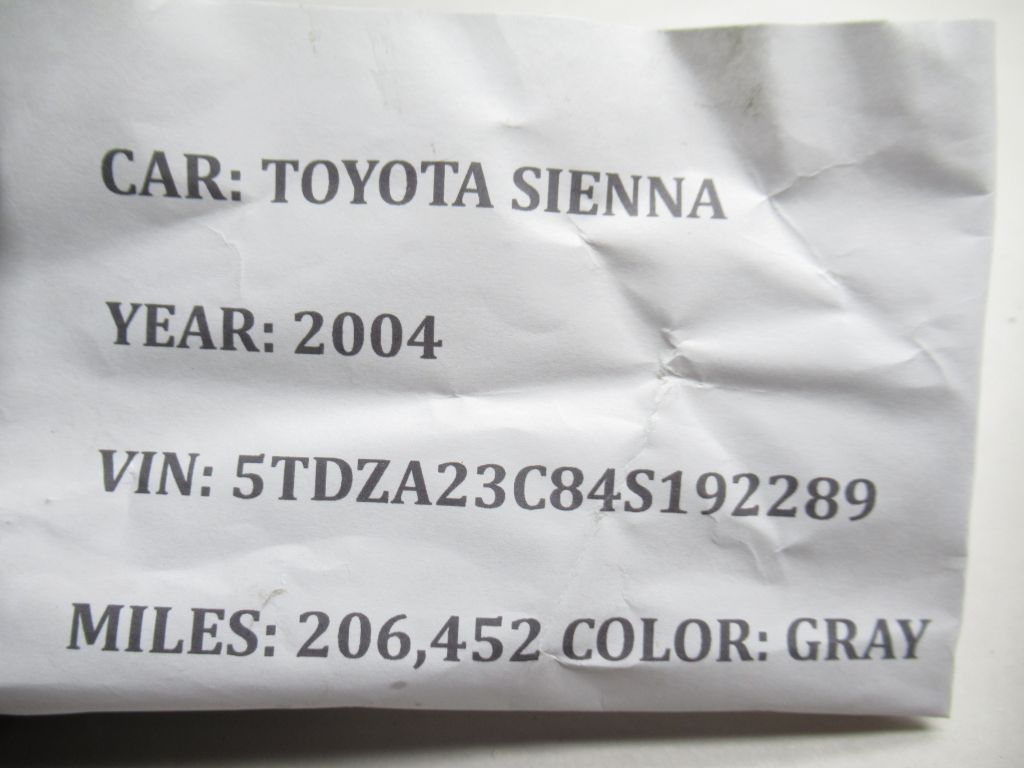 CAR: TOYOTA SIENNA
YEAR: 2004
VIN: 5TDZA23C84S192289
MILES: 206,452 COLOR: GRAY